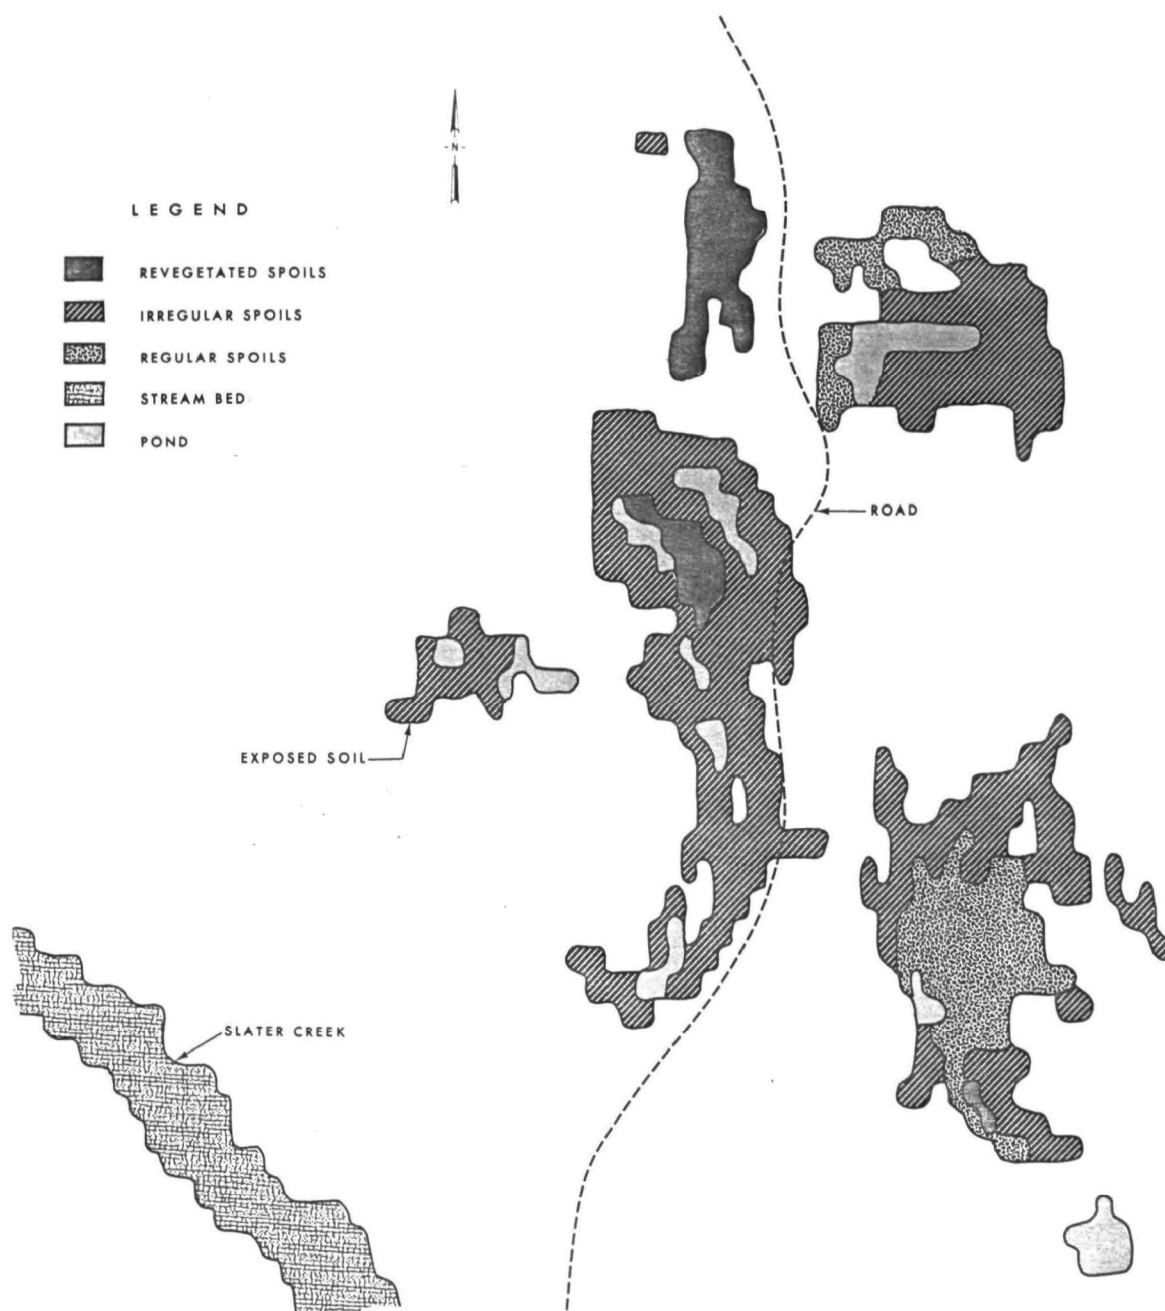 N
LEGEND
REVEGETATED SPOILS
IRREGULAR SPOILS
REGULAR SPOILS
STREAM BED
POND
ROAD
EXPOSED SOIL
SLATER CREEK